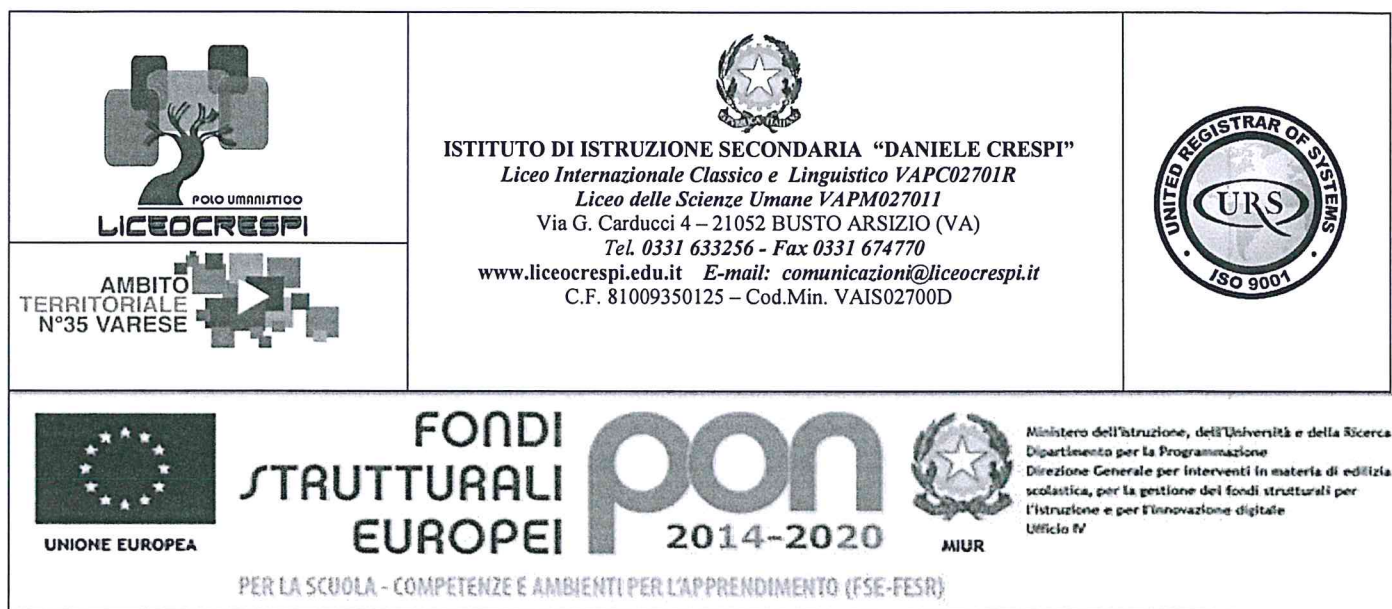 POLO UMANISTICO
LICEOCRESPI
AMBITO
TERRITORIALE
N°35 VARESE
REPVBBLICA ITALIANA
ISTITUTO DI ISTRUZIONE SECONDARIA “DANIELE CRESPI”
Liceo Internazionale Classico e Linguistico VAPC02701R
Liceo delle Scienze Umane VAPM027011
Via G. Carducci 4 – 21052 BUSTO ARSIZIO (VA)
Tel. 0331 633256 - Fax 0331 674770
www.liceocrespi.edu.it E-mail: comunicazioni@liceocrespi.it
C.F. 81009350125 – Cod.Min. VAIS02700D
UNITED REGISTRAR OF SYSTEMS
URS
ISO 9001
UNIONE EUROPEA
FONDI
STRUTTURALI
EUROPEI
pon
2014-2020
MIUR
Ministero dell'Istruzione, dell'Università e della Ricerca
Dipartimento per la Programmazione
Direzione Generale per interventi in materia di edilizia
scolastica, per la gestione dei fondi strutturali per
l'istruzione e per l'innovazione digitale
Ufficio IV
PER LA SCUOLA - COMPETENZE E AMBIENTI PER L'APPRENDIMENTO (FSE-FESR)